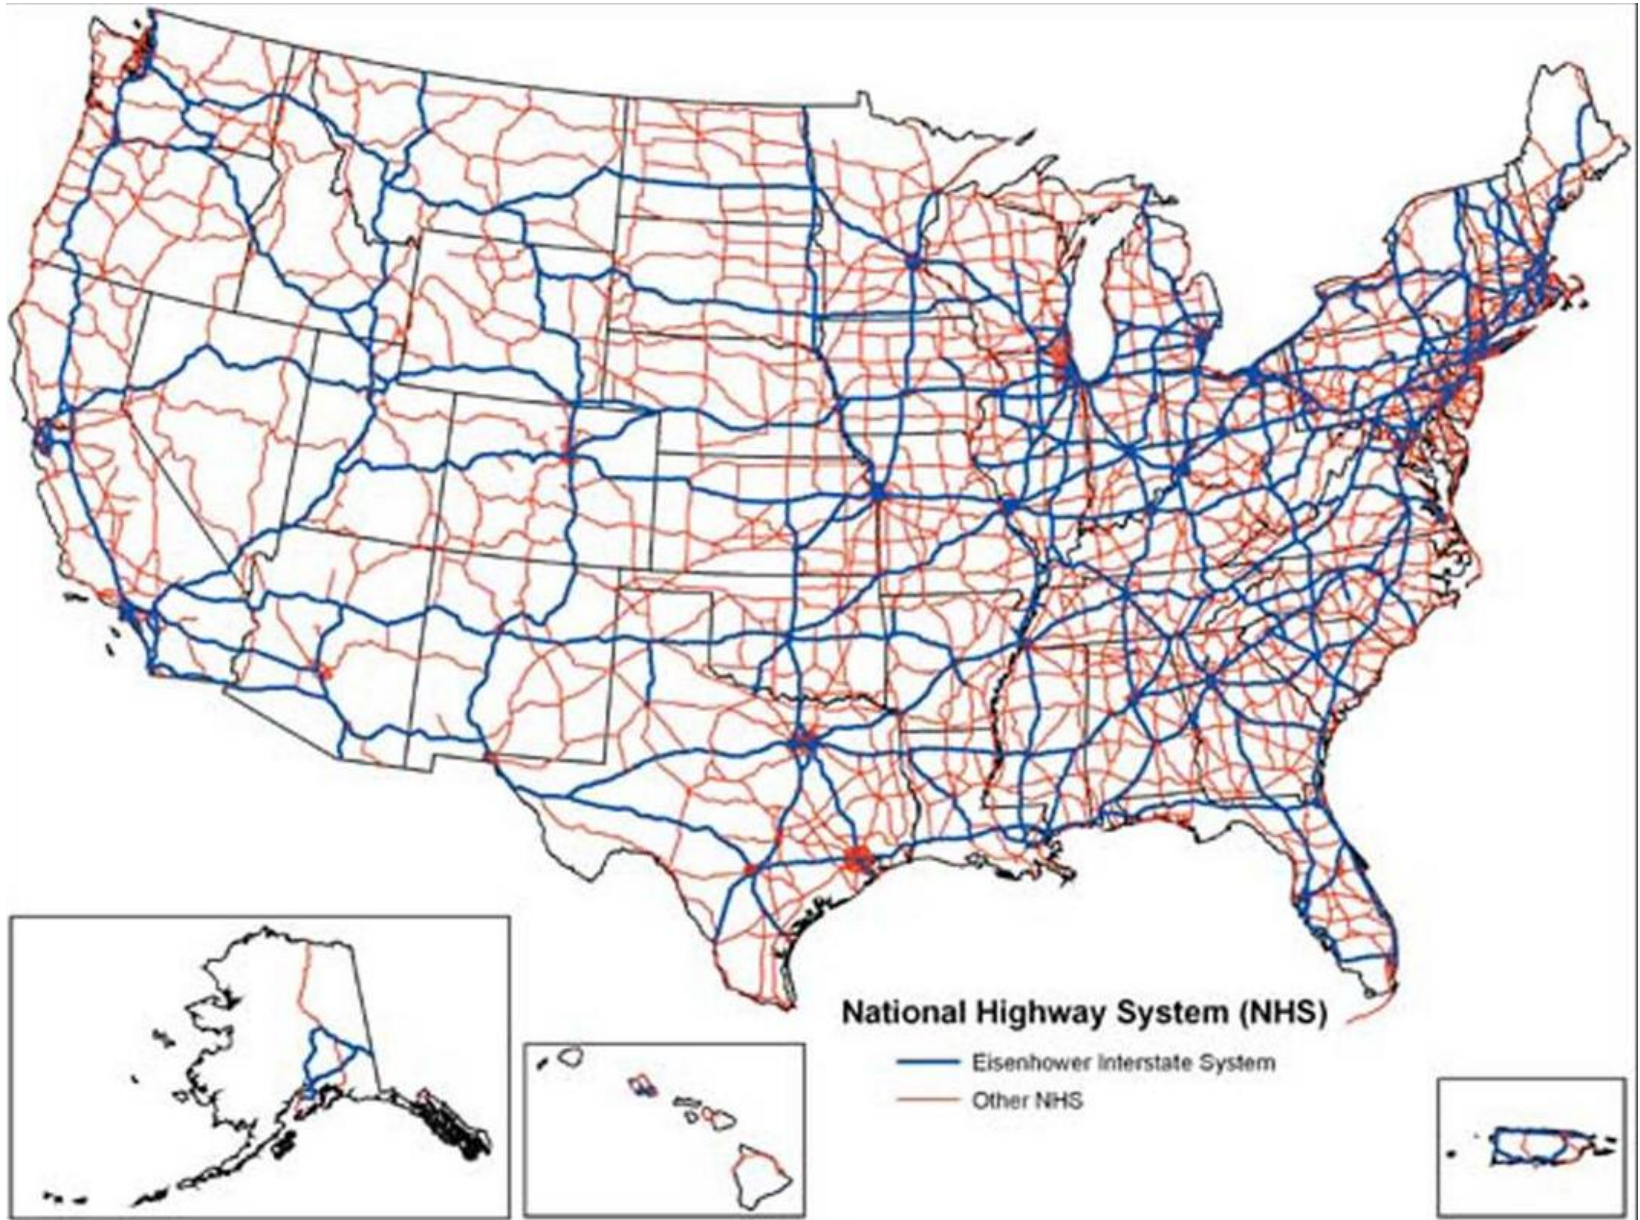 National Highway System (NHS)
Eisenhower Interstate System
Other NHS